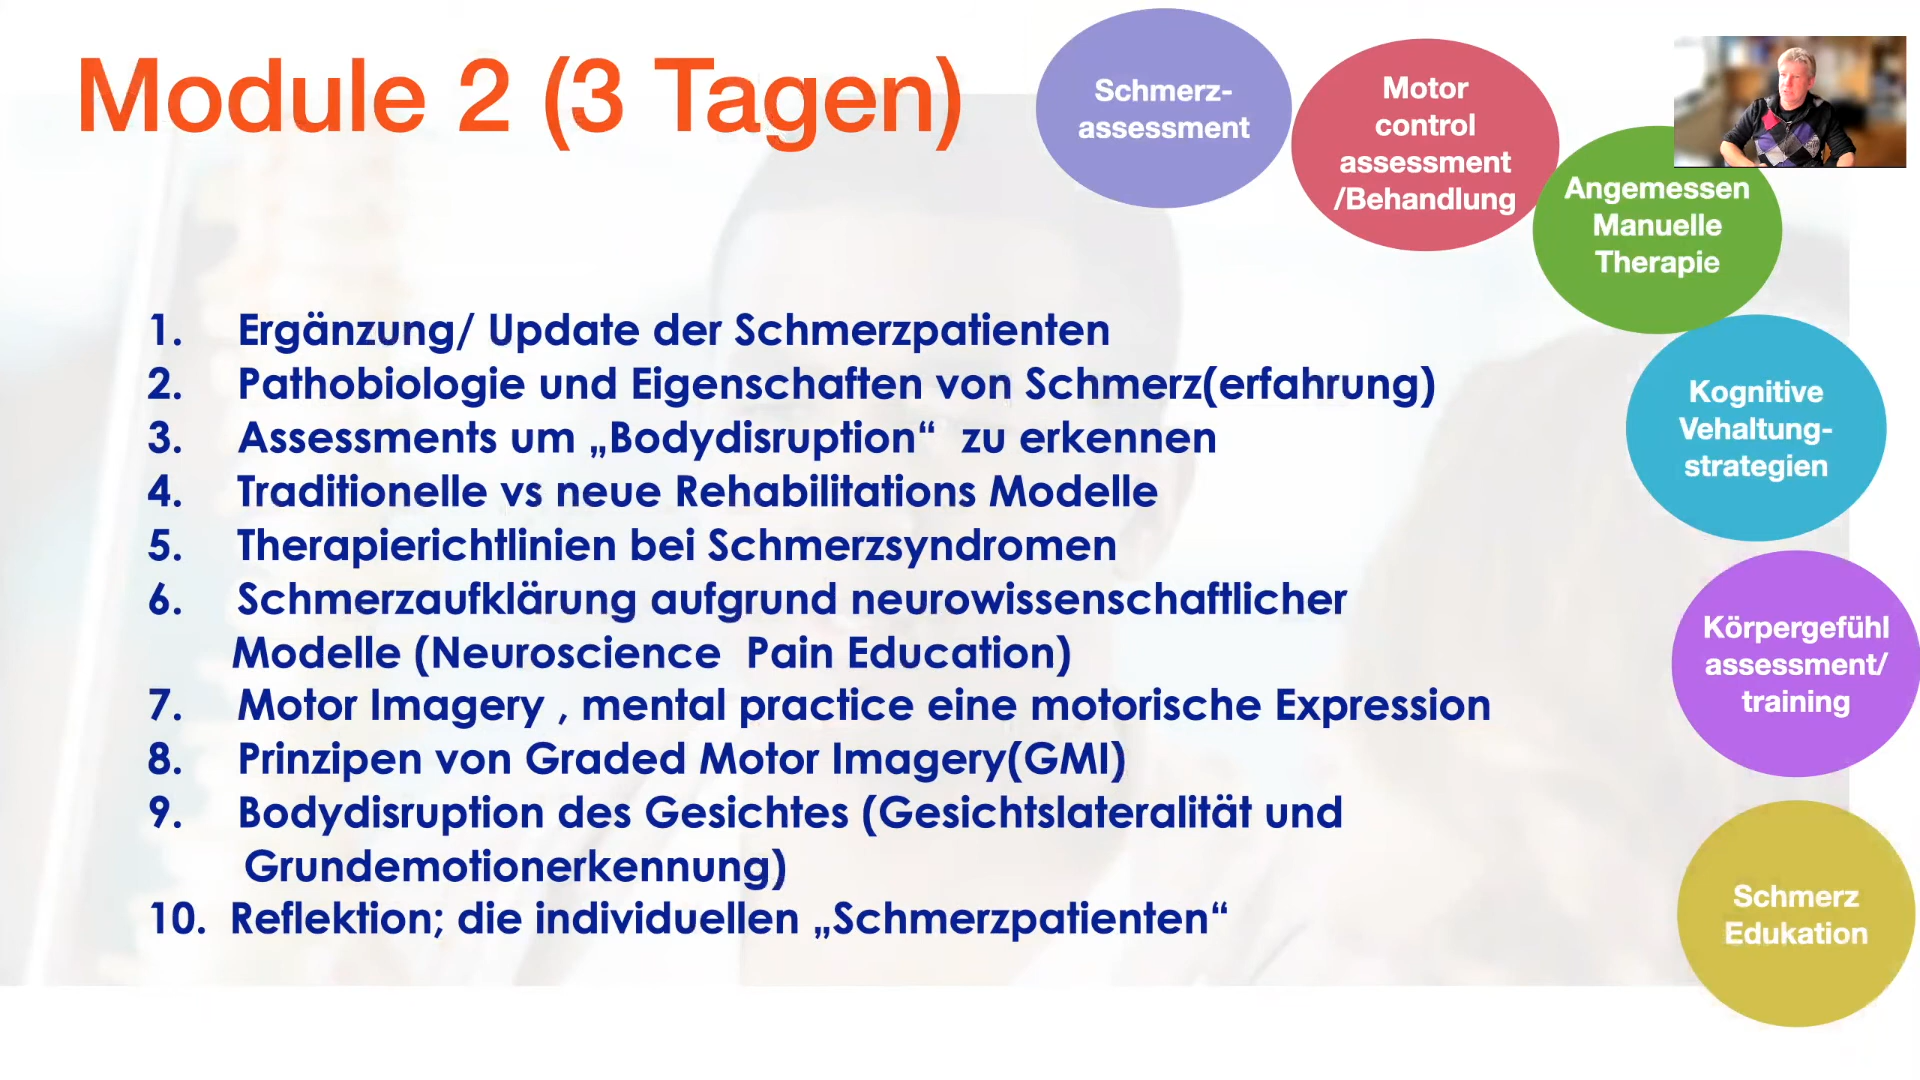 Module 2 (3 Tagen)
Schmerz-
assessment
Motor
control
assessment
/Behandlung
Angemessen
Manuelle
Therapie
Kognitive
Vehaltung-
strategien
Körpergefühl
assessment/
training
Schmerz
Edukation
1. Ergänzung/ Update der Schmerzpatienten
2. Pathobiologie und Eigenschaften von Schmerz(erfahrung)
3. Assessments um „Bodydisruption“ zu erkennen
4. Traditionelle vs neue Rehabilitations Modelle
5. Therapierichtlinien bei Schmerzsyndromen
6. Schmerzaufklärung aufgrund neurowissenschaftlicher
Modelle (Neuroscience Pain Education)
7. Motor Imagery , mental practice eine motorische Expression
8. Prinzipen von Graded Motor Imagery(GMI)
9. Bodydisruption des Gesichtes (Gesichtslateralität und
Grundemotionerkennung)
10. Reflektion; die individuellen „Schmerzpatienten“